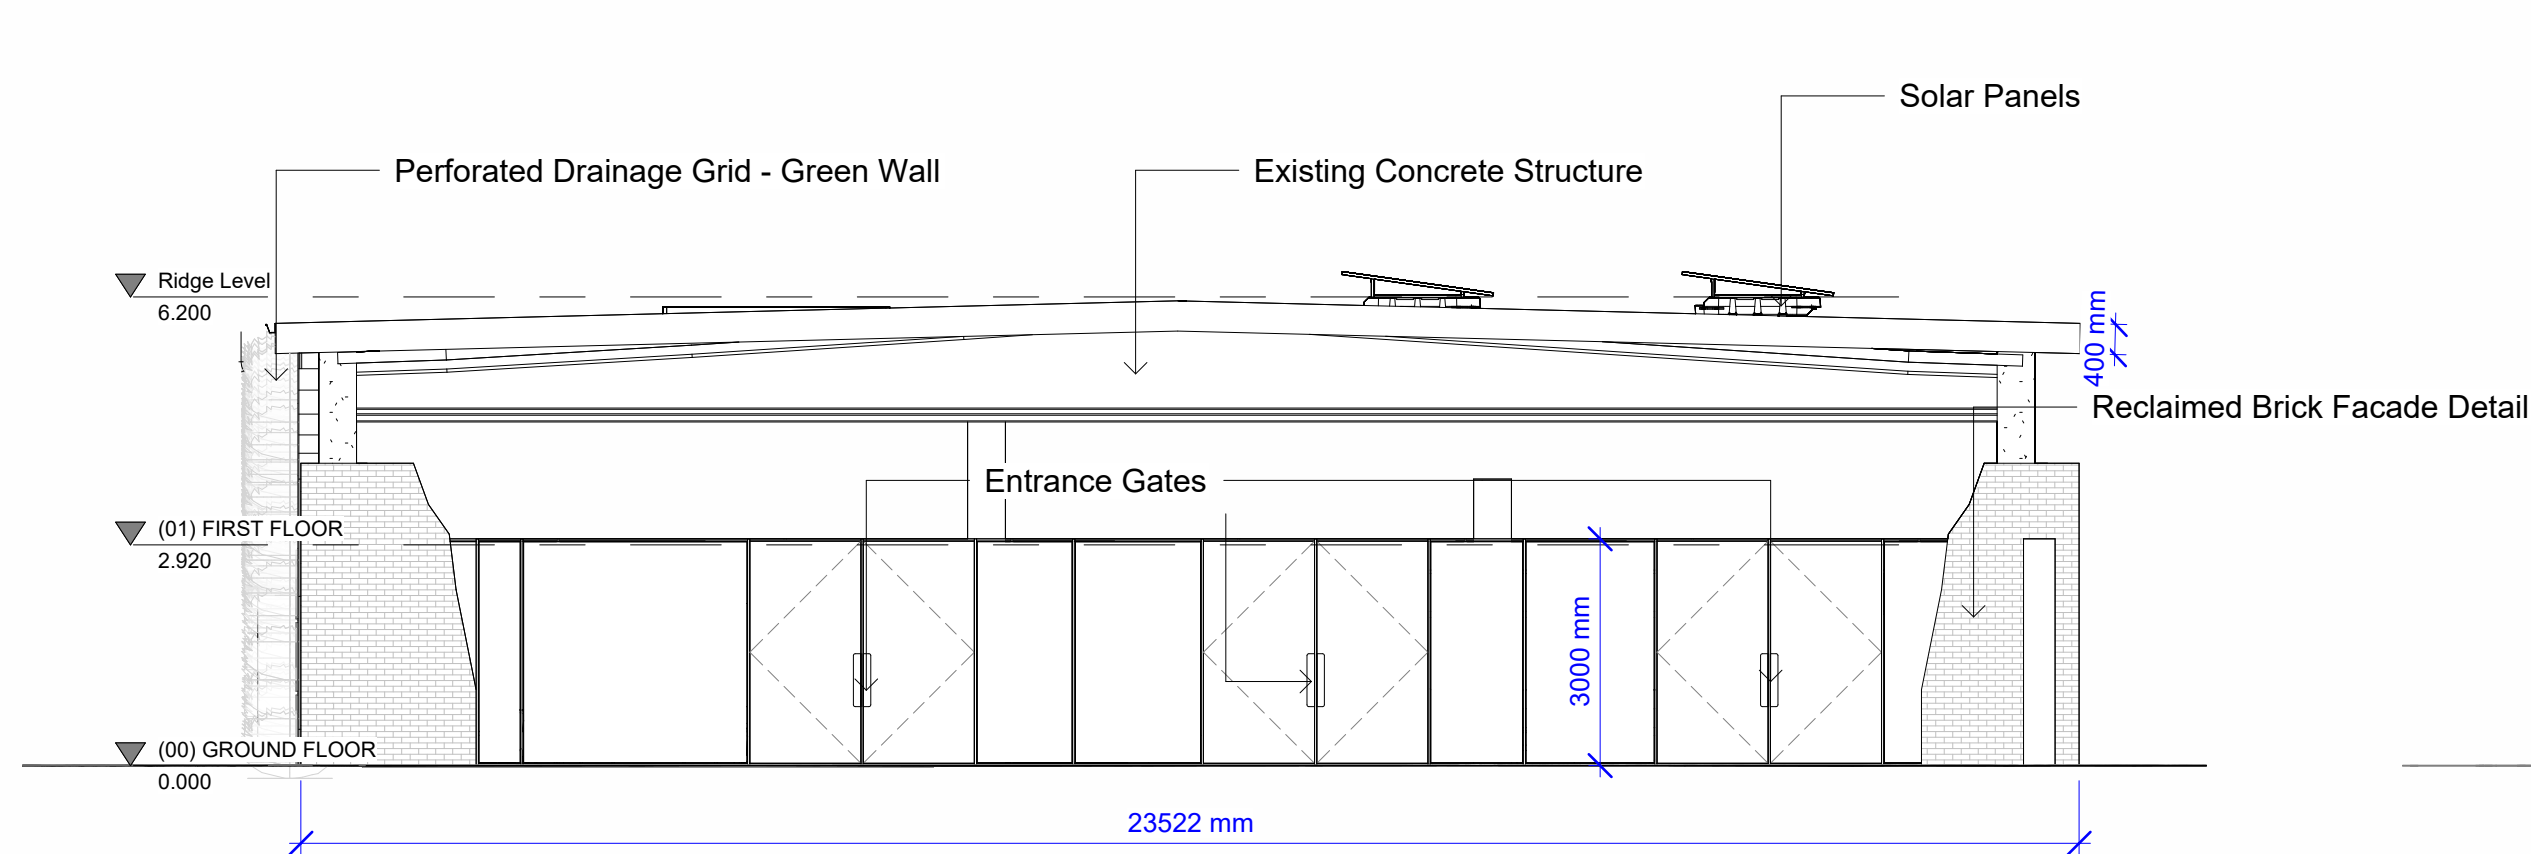 Solar Panels
Perforated Drainage Grid - Green Wall
Existing Concrete Structure
Ridge Level
6.200
400 mm
Reclaimed Brick Facade Detail
Entrance Gates
(01) FIRST FLOOR
2.920
3000 mm
(00) GROUND FLOOR
0.000
23522 mm